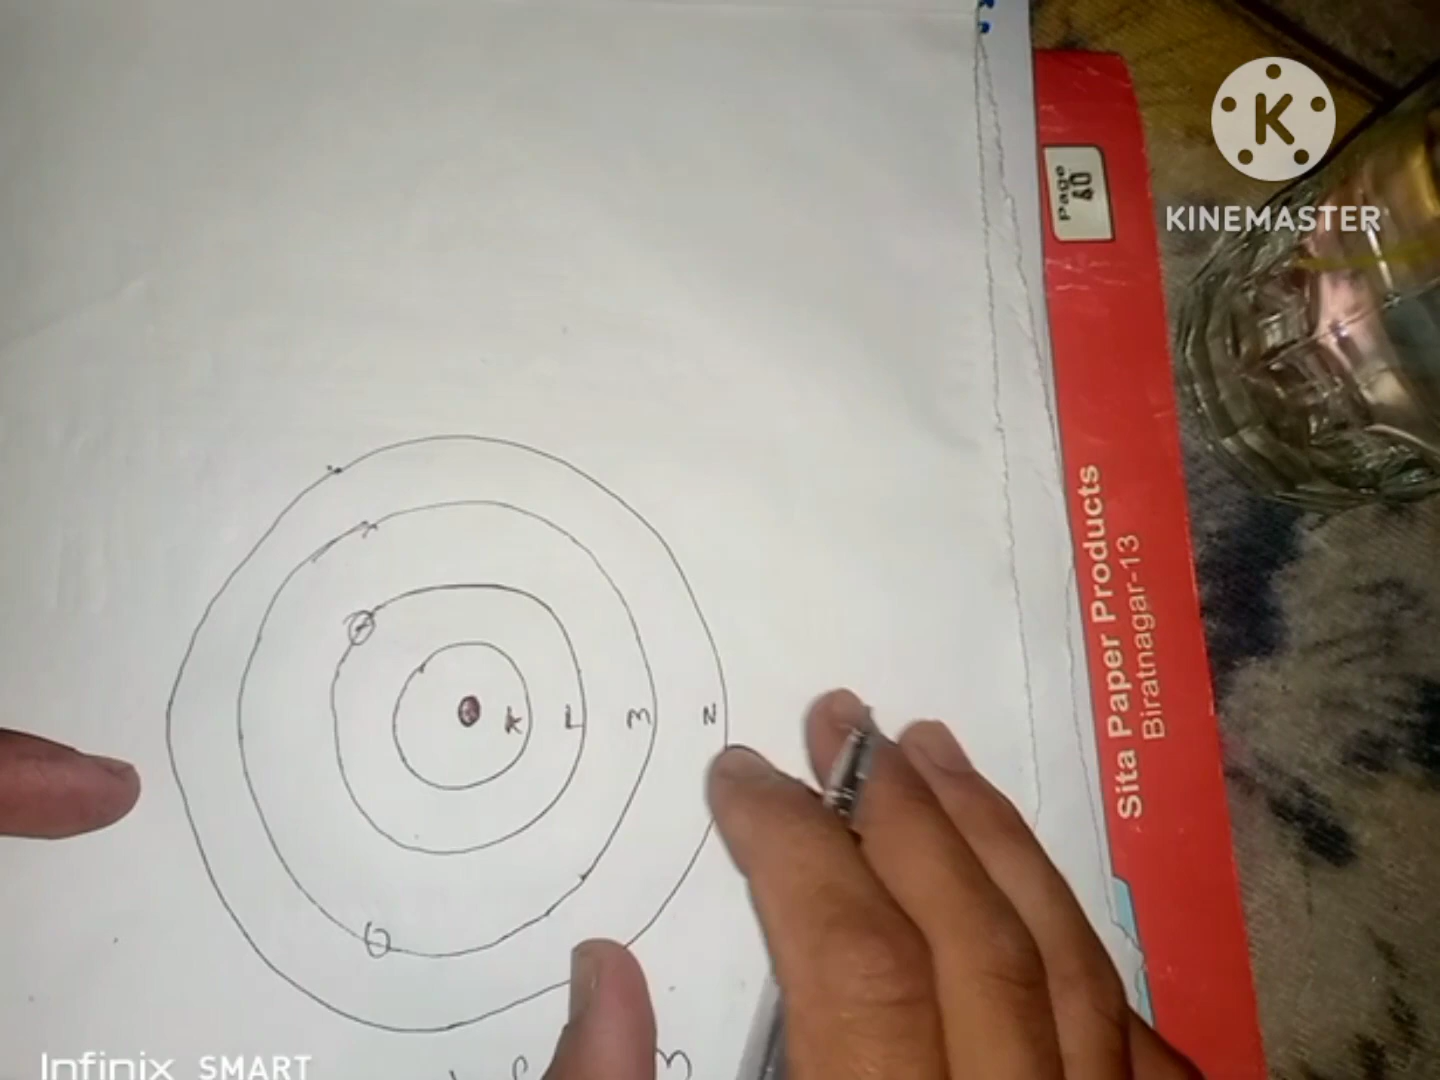 K
KINEMASTER
Page
40
Sita Paper Products
Biratnagar-13
K
L
M
N
Infinix SMART